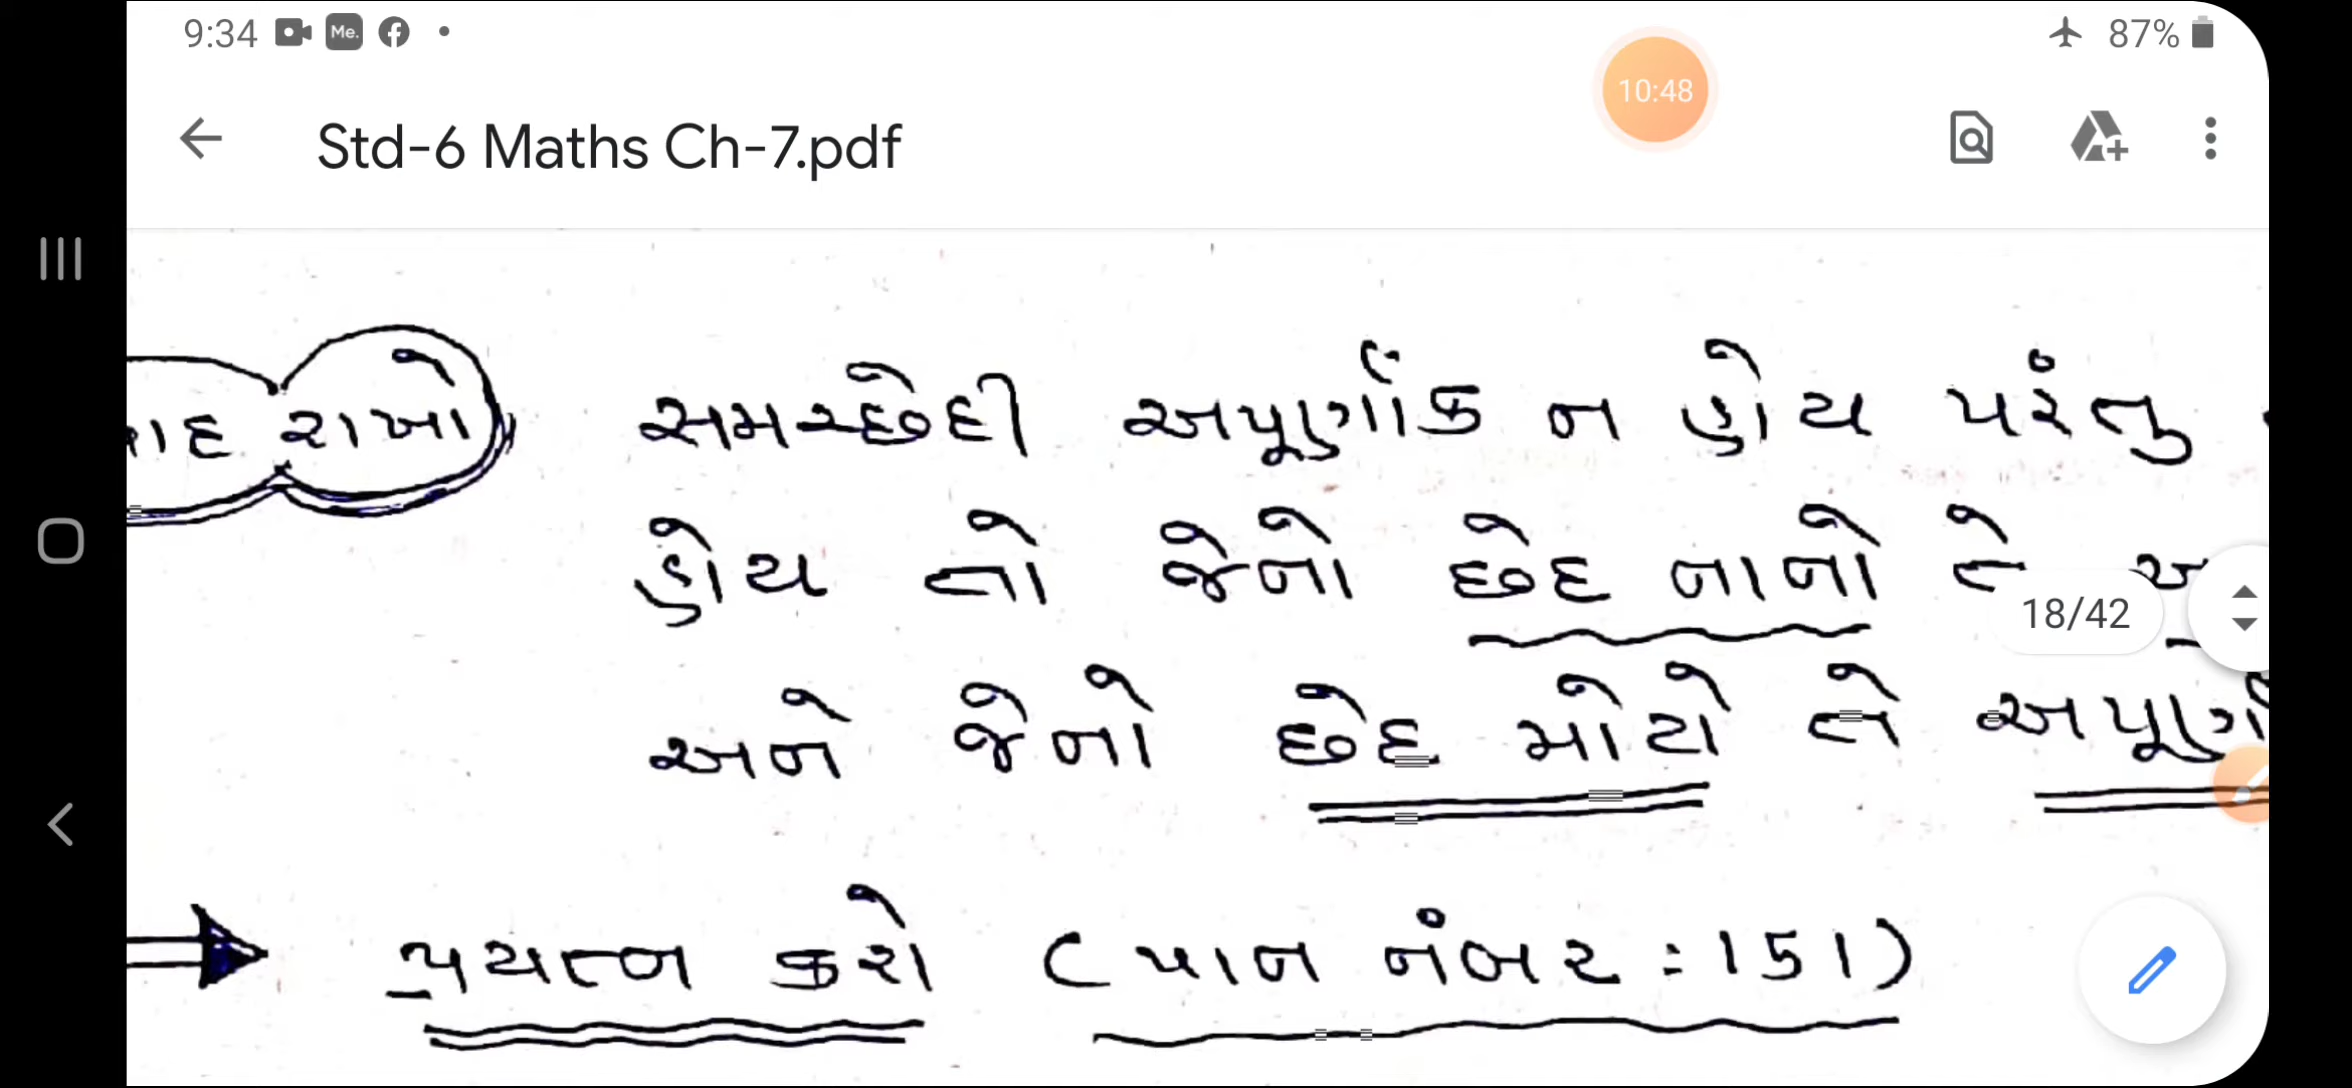 9:34 Me. 87%
10:48
Std-6 Maths Ch-7.pdf
રાખો સમચ્છેદી અપૂર્ણાંક ન હોય પરંતુ
હોય તો જેનો છેદ નાનો તે
18/42
અને જેનો છેદ મોટો તે
પ્રયત્ન કરો (પાન નંબર : 151)